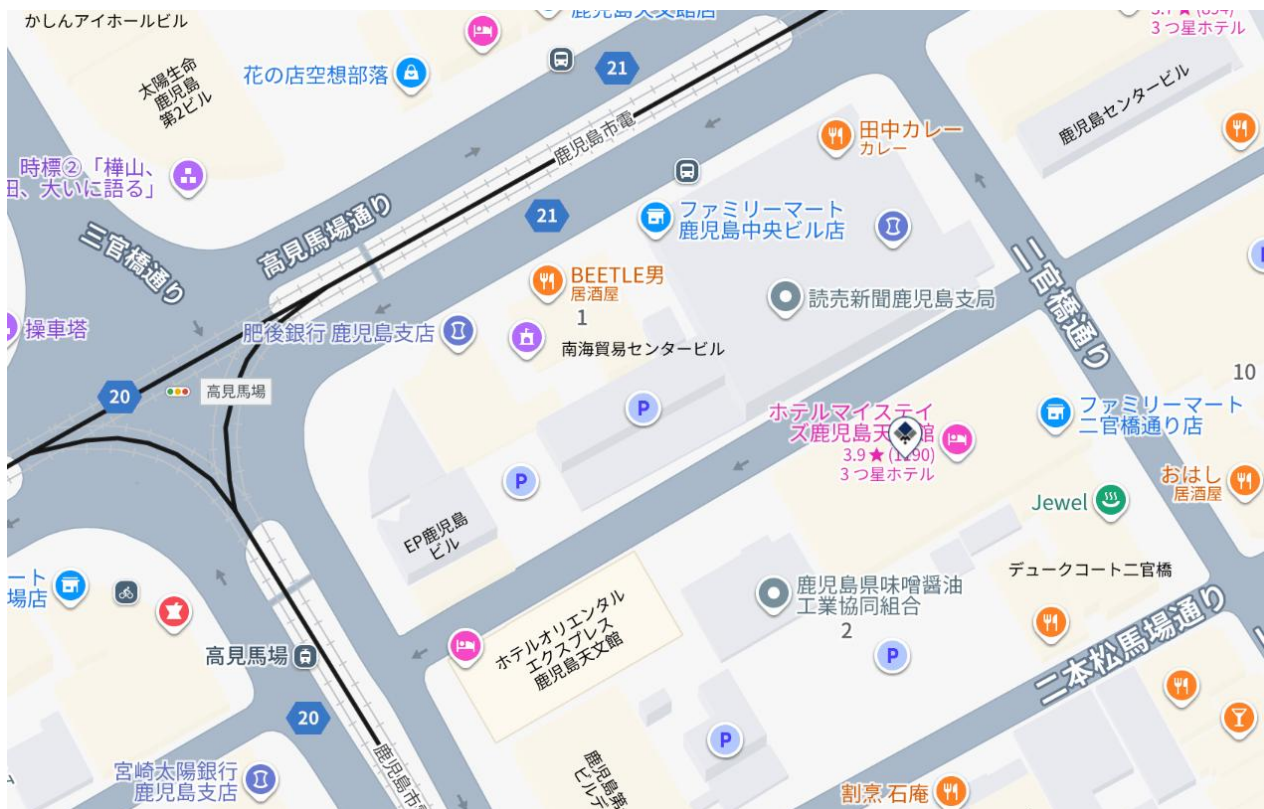 かしんアイホールビル
鹿児島天文館店
3つ星ホテル
太陽生命
鹿児島
第2ビル
花の店空想部落
21
鹿児島センタービル
鹿児島市電
田中カレー
カレー
時標②「樺山、
田、大いに語る」
高見馬場通り
三官橋通り
21
ファミリーマート
鹿児島中央ビル店
BEETLE男
居酒屋
1
読売新聞鹿児島支局
二官橋通り
操車塔
肥後銀行 鹿児島支店
南海貿易センタービル
20
高見馬場
P
10
ホテルマイステイ
ズ鹿児島天文館
3.9★(1290)
3つ星ホテル
ファミリーマート
二官橋通り店
P
おはし
居酒屋
Jewel
EP鹿児島
ビル
デュークコート二官橋
ート
場店
鹿児島県味噌醤油
工業協同組合
2
ホテルオリエンタル
エクスプレス
鹿児島天文館
高見馬場
P
二本松馬場通り
20
P
鹿児島市電
宮崎太陽銀行
鹿児島支店
鹿児島第
割烹 石庵